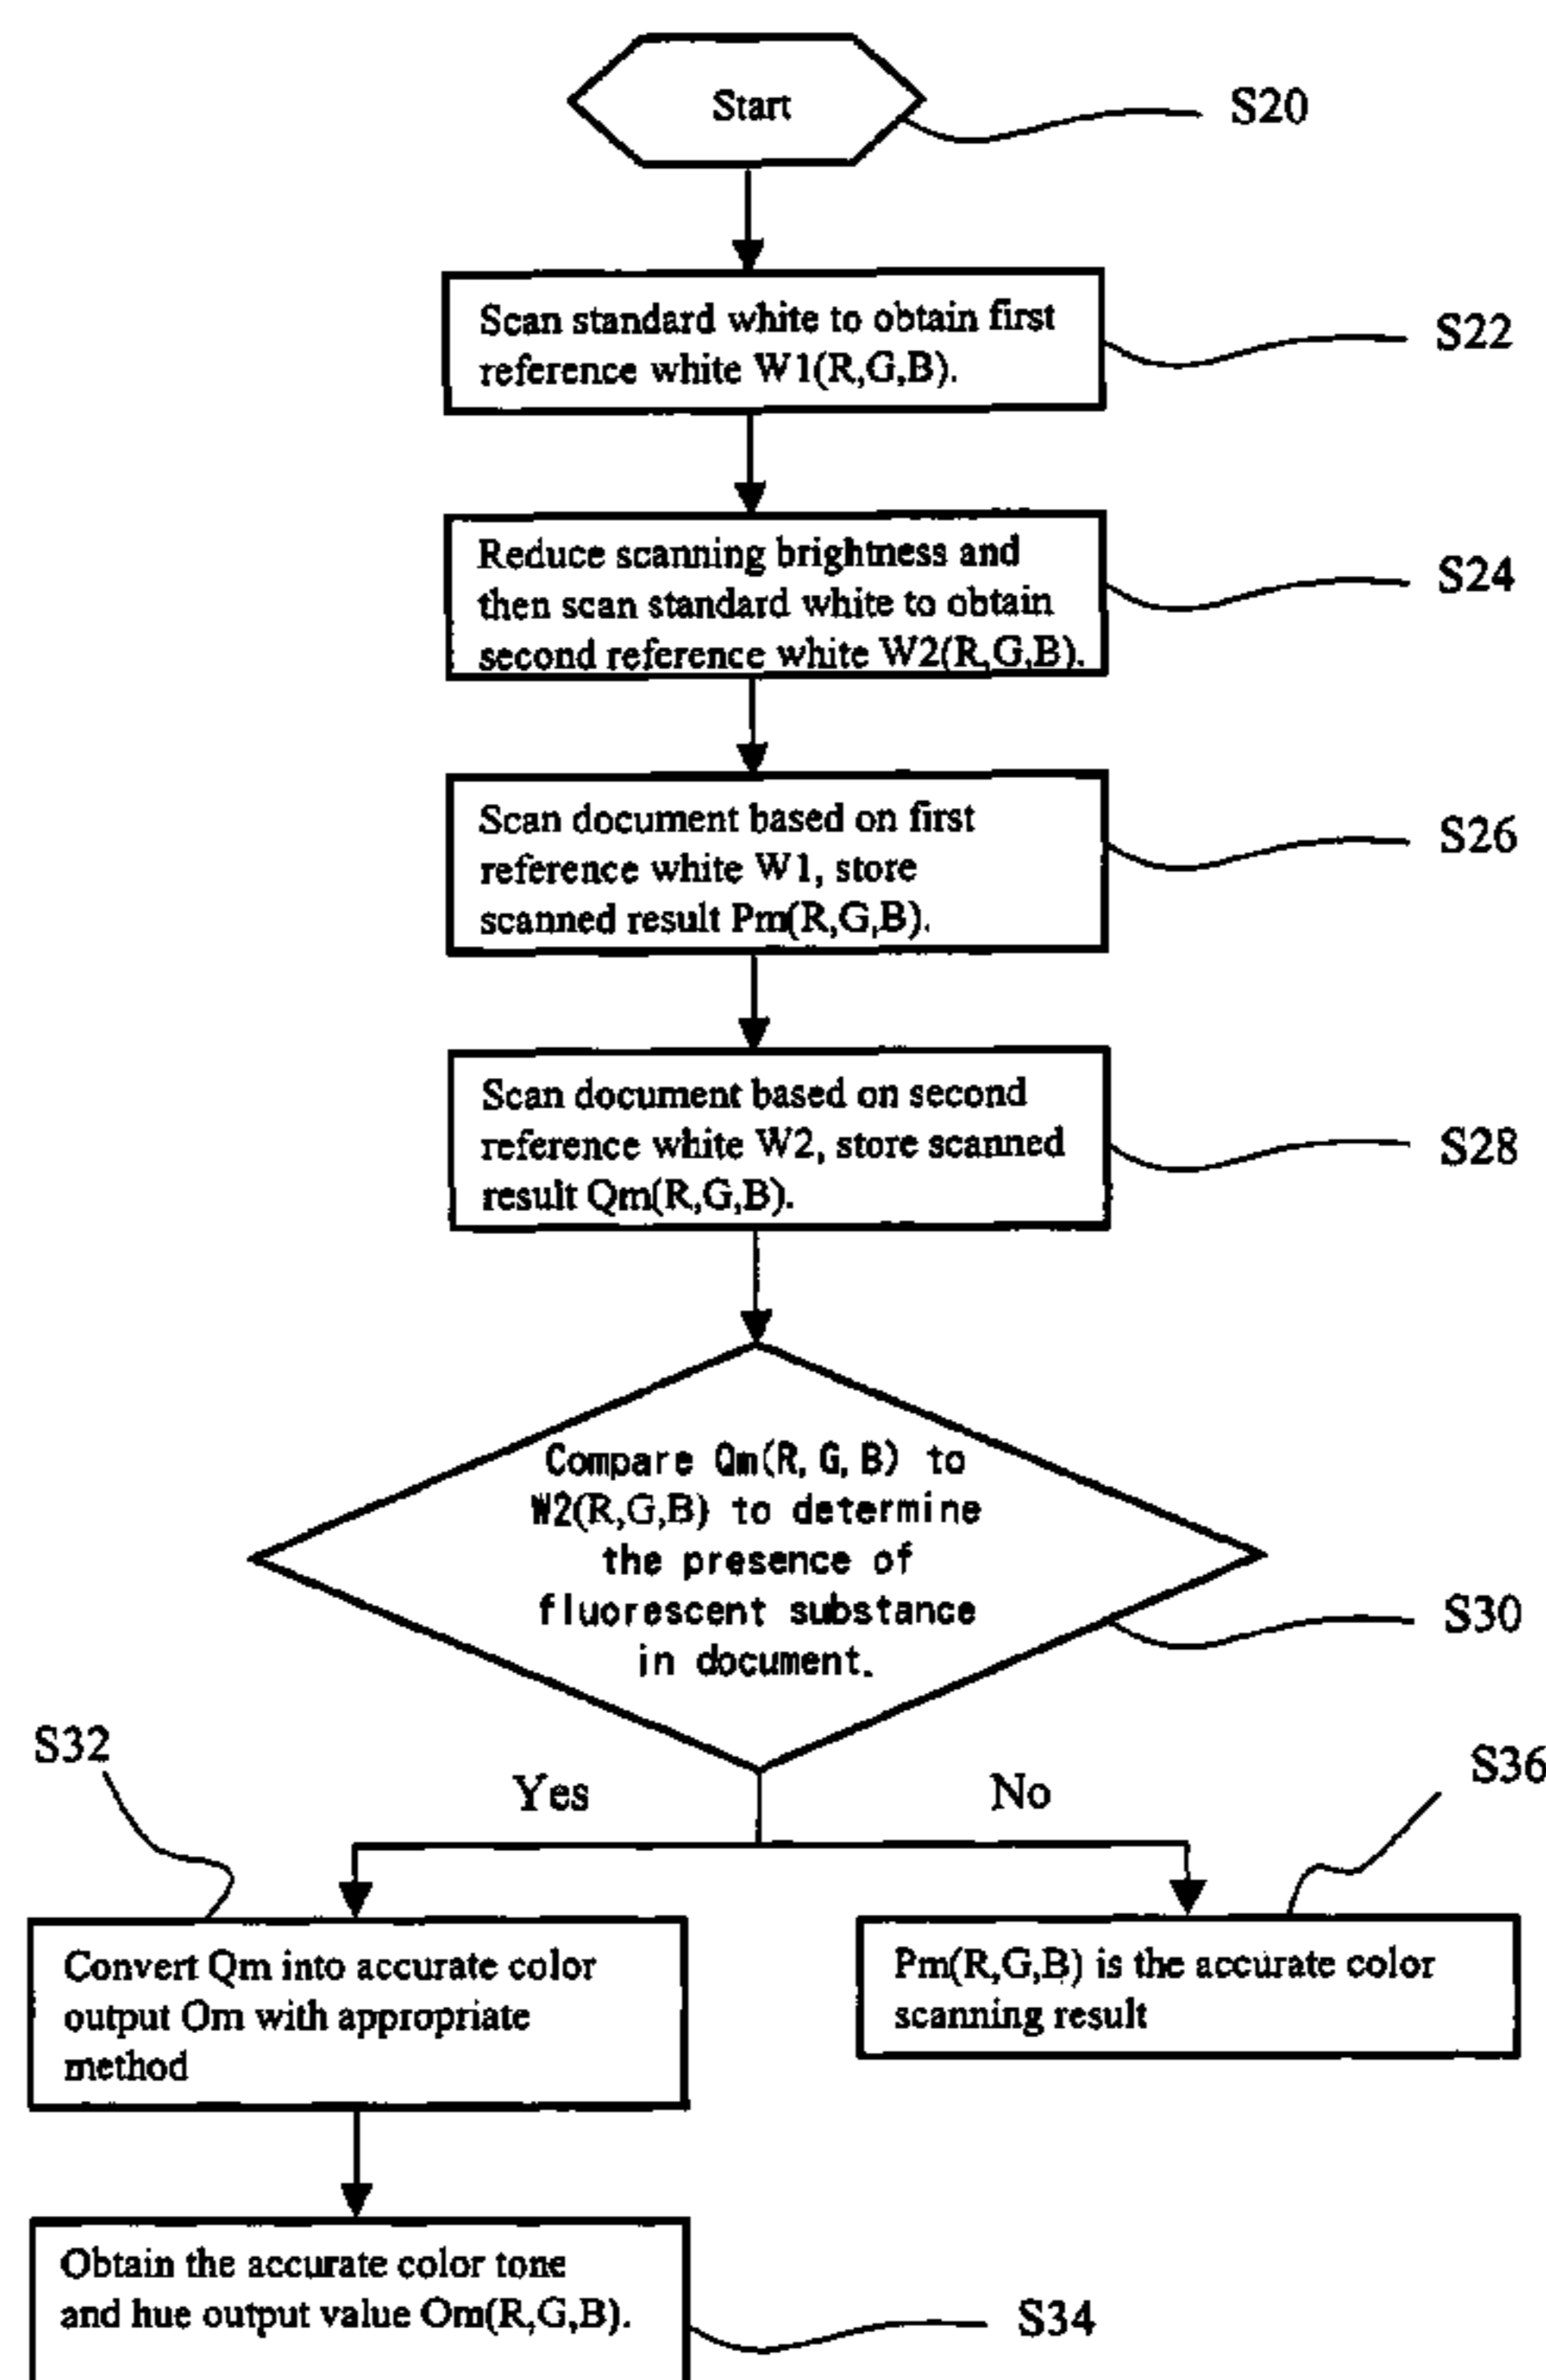 Start
S20
Scan standard white to obtain first
reference white W1(R,G,B).
S22
Reduce scanning brightness and
then scan standard white to obtain
second reference white W2(R,G,B).
S24
Scan document based on first
reference white W1, store
scanned result Pm(R,G,B).
S26
Scan document based on second
reference white W2, store scanned
result Qm(R,G,B).
S28
Compare Qm(R,G,B) to
W2(R,G,B) to determine
the presence of
fluorescent substance
in document.
S30
S32
Yes
No
S36
Convert Qm into accurate color
output Om with appropriate
method
Pm(R,G,B) is the accurate color
scanning result
Obtain the accurate color tone
and hue output value Om(R,G,B).
S34